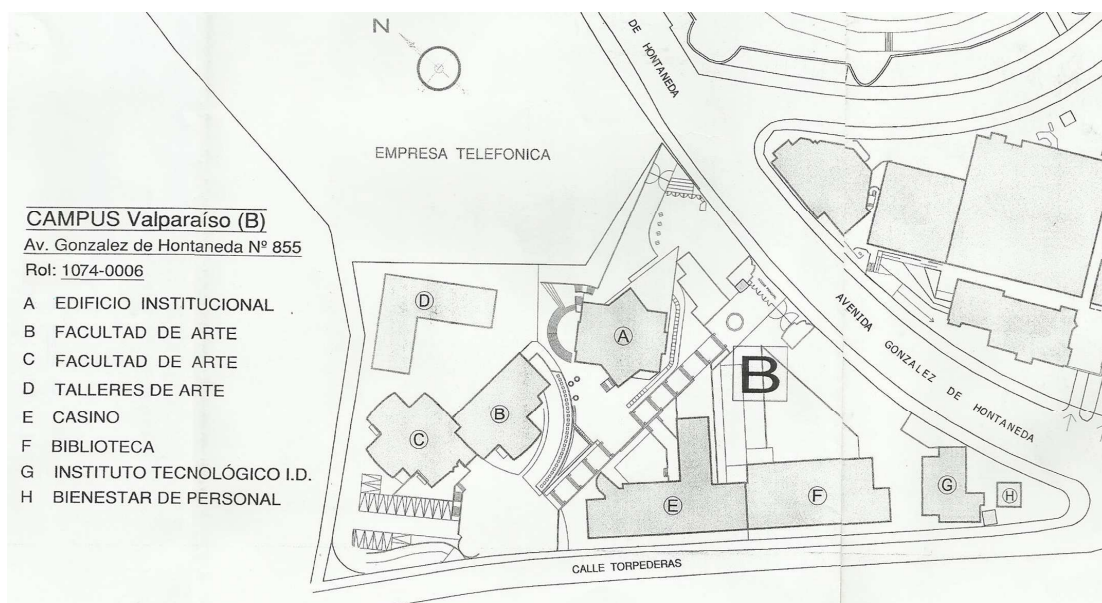 N
DE HONTANEDA
EMPRESA TELEFONICA
CAMPUS Valparaíso (B)
Av. Gonzalez de Hontaneda Nº 855
Rol: 1074-0006
A EDIFICIO INSTITUCIONAL
B FACULTAD DE ARTE
C FACULTAD DE ARTE
D TALLERES DE ARTE
E CASINO
F BIBLIOTECA
G INSTITUTO TECNOLÓGICO I.D.
H BIENESTAR DE PERSONAL
D
A
B
C
B
E
F
G
H
AVENIDA GONZALEZ DE HONTANEDA
CALLE TORPEDERAS